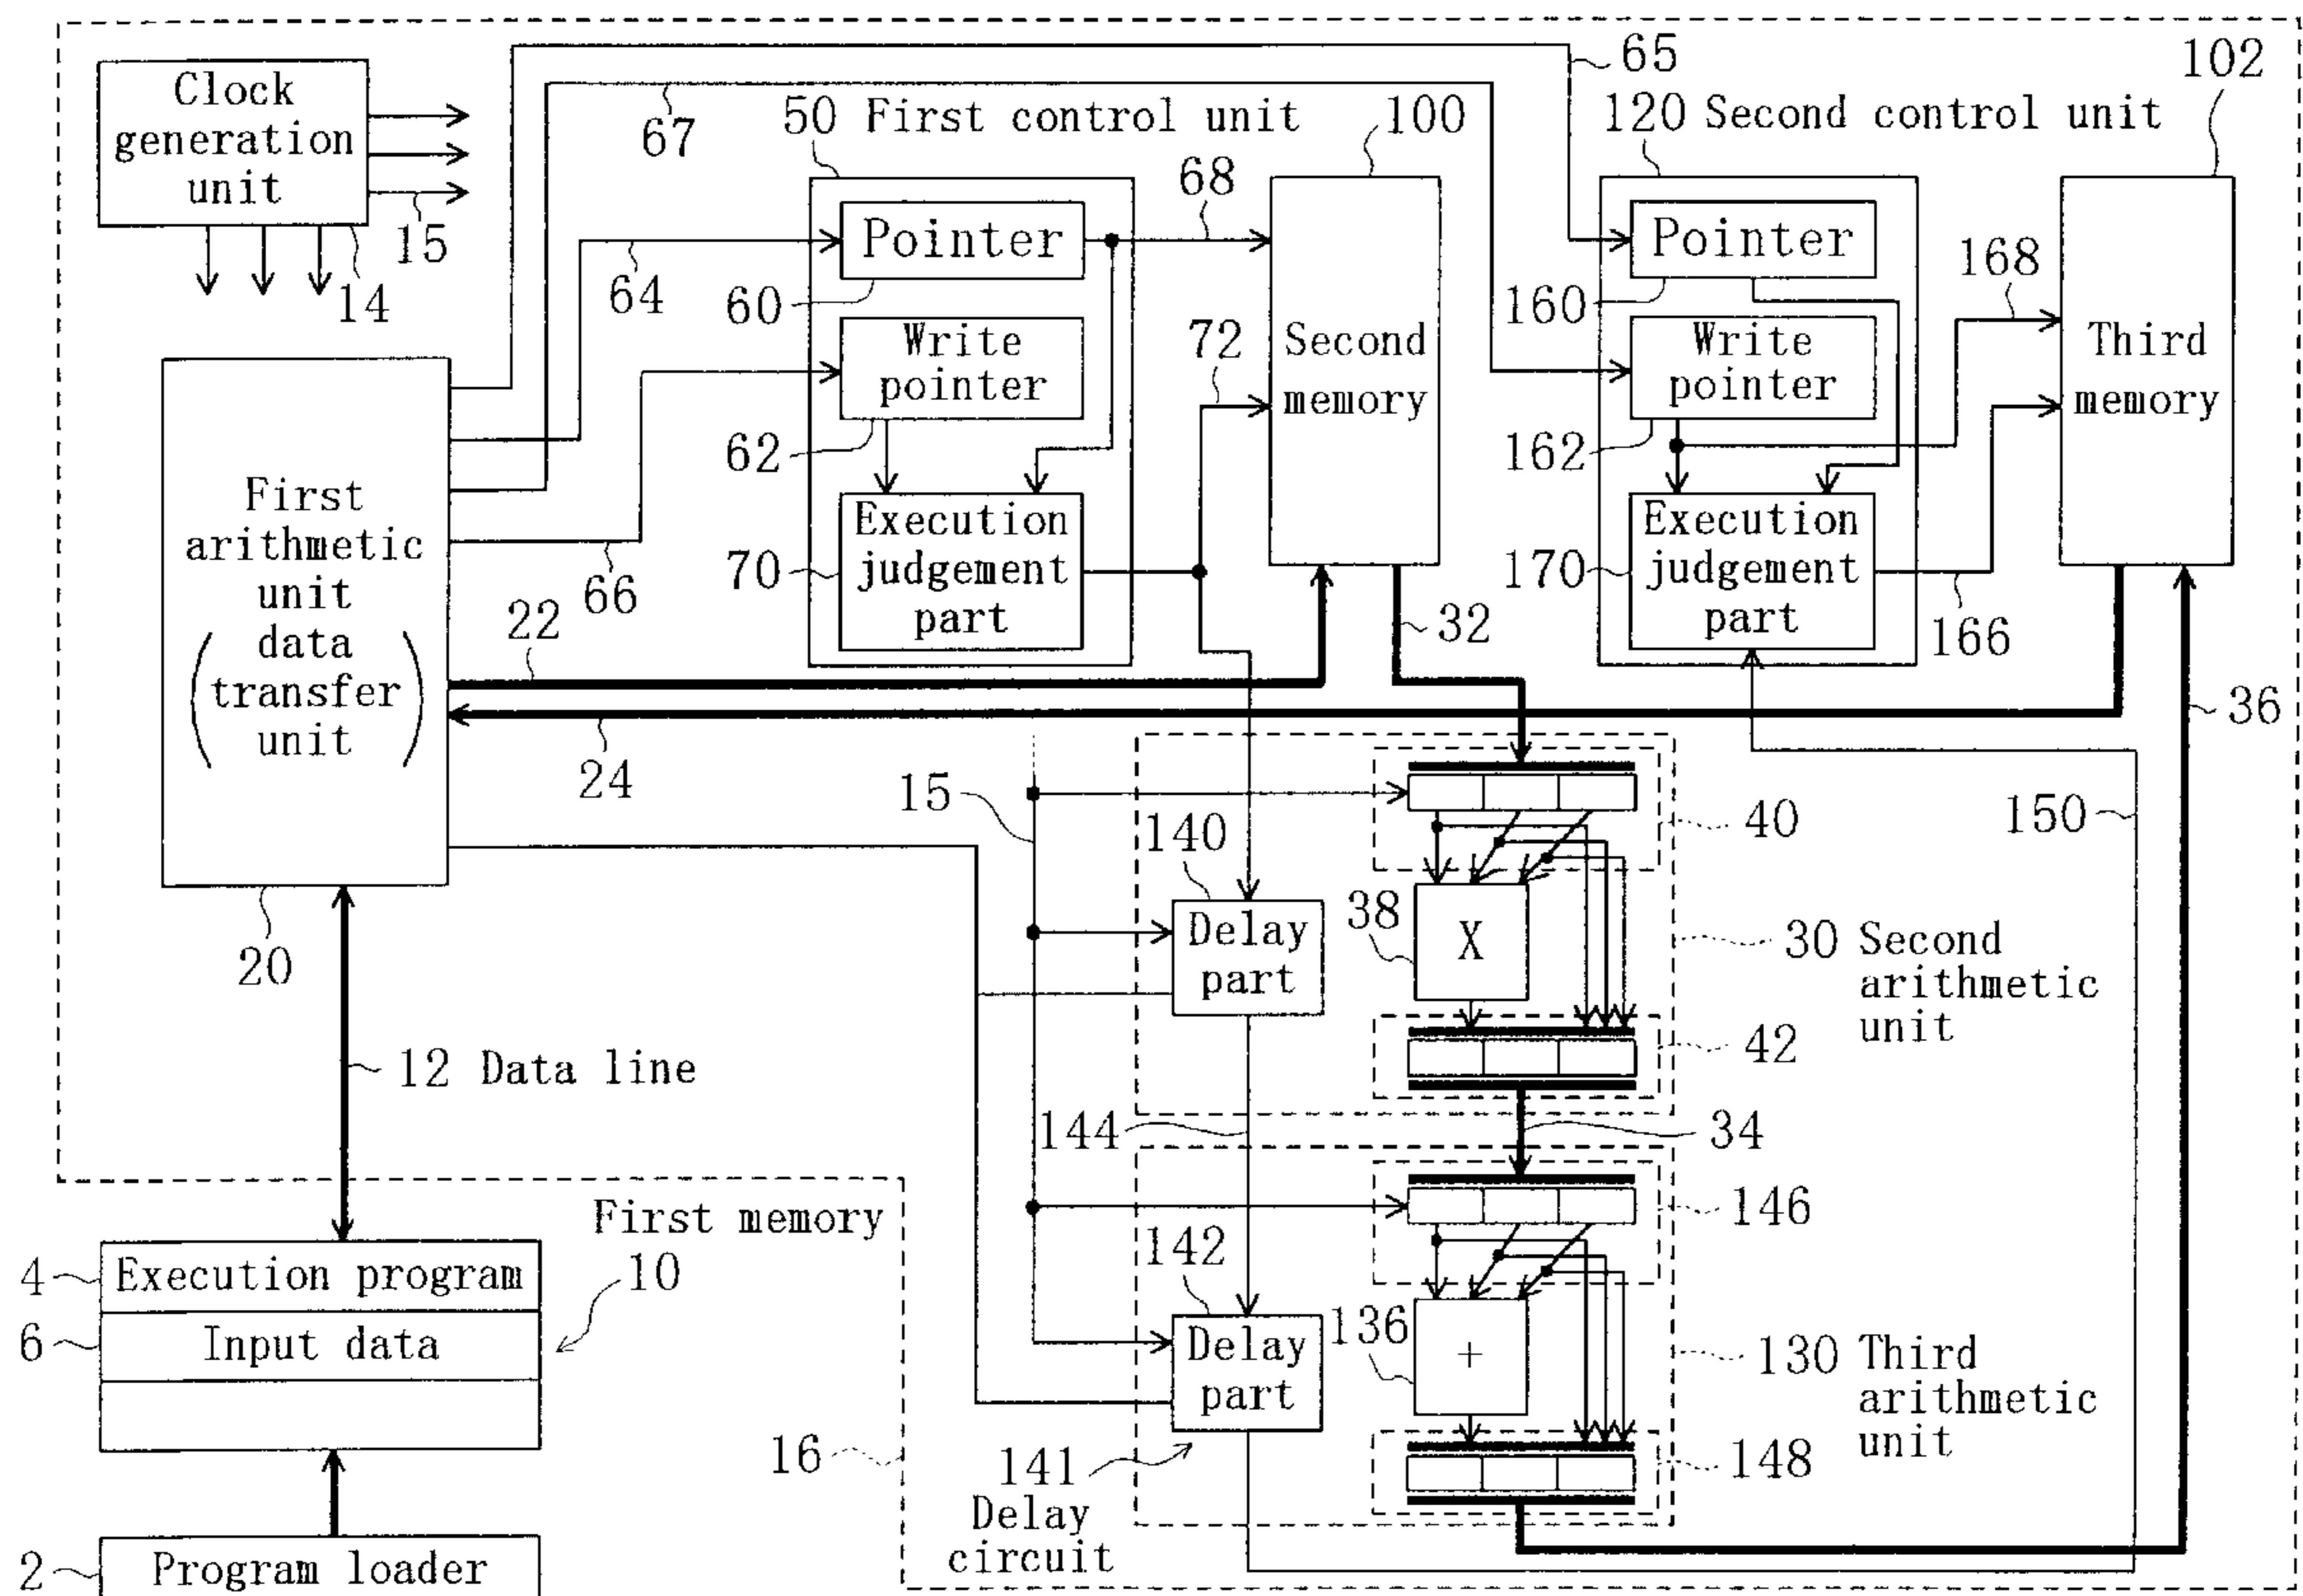 Clock
generation
unit
15
14
65
102
67
50 First control unit
100
120 Second control unit
68
Pointer
60
64
72
Write
pointer
62
Second
memory
Pointer
160
168
Write
pointer
162
Third
memory
First
arithmetic
unit
data
transfer
unit
20
66
70
Execution
judgement
part
22
32
170
Execution
judgement
part
166
36
24
15
140
40
150
Delay
part
38
X
30 Second
arithmetic
unit
42
12 Data line
144
34
First memory
10
146
142
4
Execution program
6
Input data
Delay
part
136
+
130 Third
arithmetic
unit
16
141
Delay
circuit
148
2
Program loader